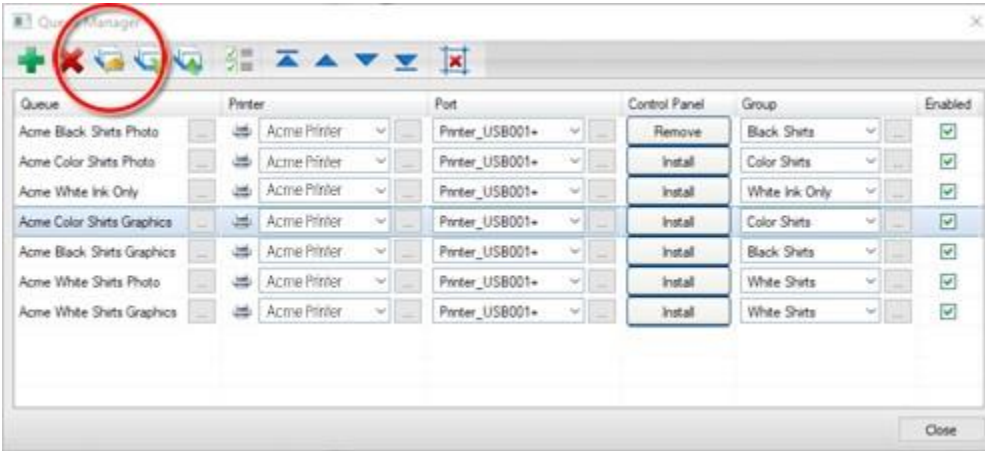 Queue Manager
Queue Printer Port Control Panel Group Enabled
Acme Black Shirts Photo ... Acme Printer ... Printer_USB001+ ... Remove Black Shirts ...
Acme Color Shirts Photo ... Acme Printer ... Printer_USB001+ ... Install Color Shirts ...
Acme White Ink Only ... Acme Printer ... Printer_USB001+ ... Install White Ink Only ...
Acme Color Shirts Graphics ... Acme Printer ... Printer_USB001+ ... Install Color Shirts ...
Acme Black Shirts Graphics ... Acme Printer ... Printer_USB001+ ... Install Black Shirts ...
Acme White Shirts Photo ... Acme Printer ... Printer_USB001+ ... Install White Shirts ...
Acme White Shirts Graphics ... Acme Printer ... Printer_USB001+ ... Install White Shirts ...
Close